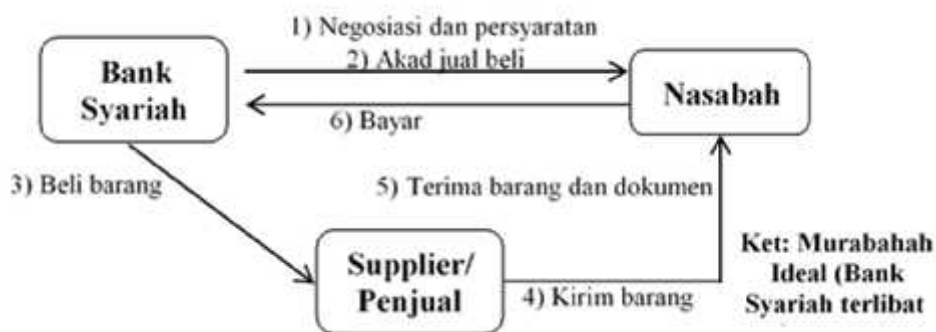 1) Negosiasi dan persyaratan
2) Akad jual beli
Bank
Syariah
Nasabah
6) Bayar
3) Beli barang
5) Terima barang dan dokumen
Supplier/
Penjual
4) Kirim barang
Ket: Murabahah
Ideal (Bank
Syariah terlibat